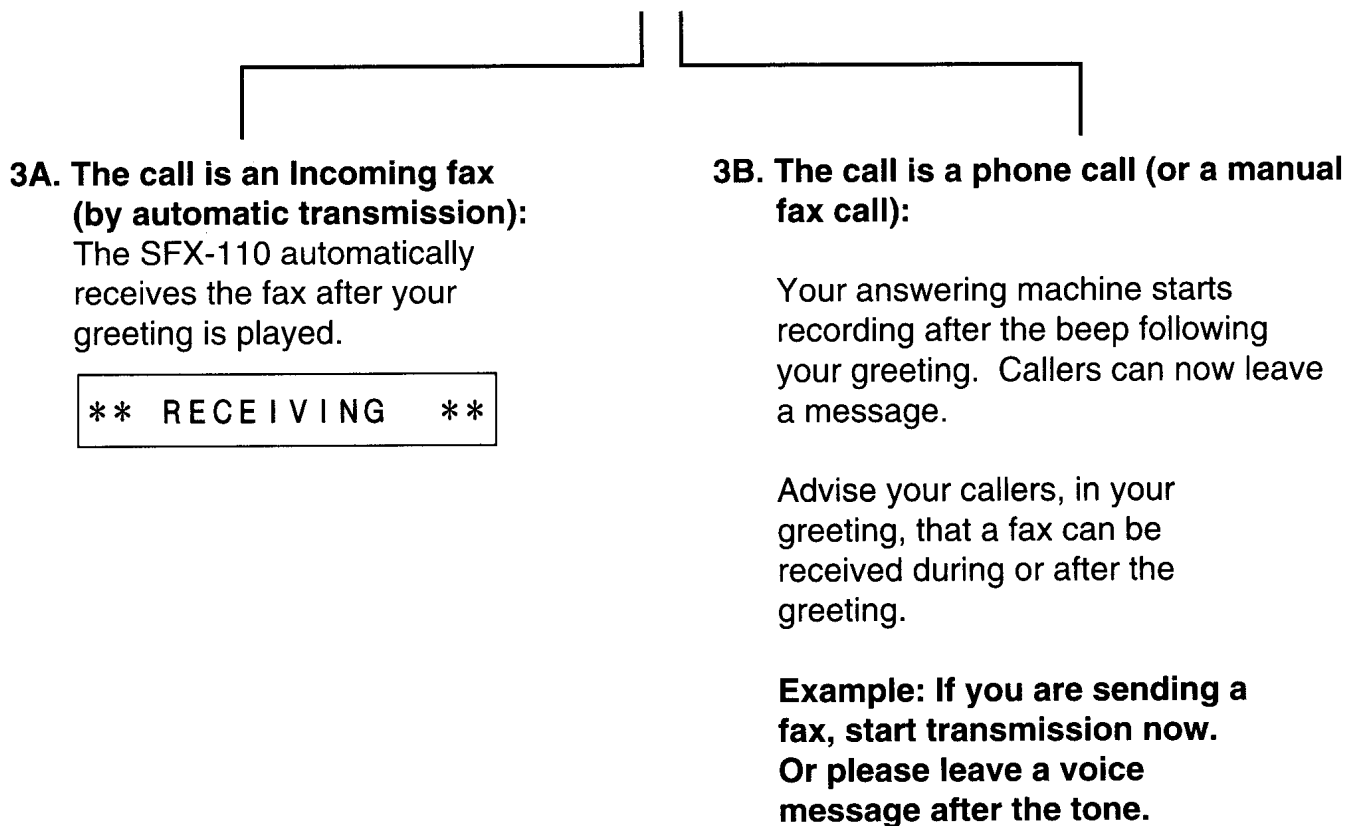 3A. The call is an Incoming fax
(by automatic transmission):
The SFX-110 automatically
receives the fax after your
greeting is played.
** RECEIVING **
3B. The call is a phone call (or a manual
fax call):
Your answering machine starts
recording after the beep following
your greeting. Callers can now leave
a message.
Advise your callers, in your
greeting, that a fax can be
received during or after the
greeting.
Example: If you are sending a
fax, start transmission now.
Or please leave a voice
message after the tone.